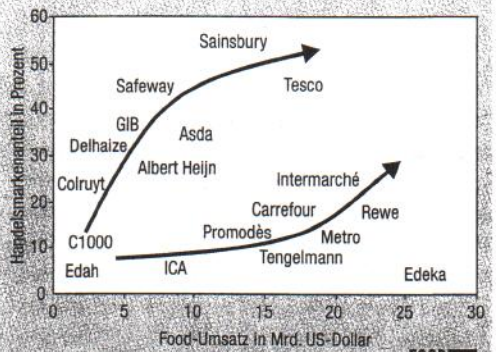 Handelsmarkenanteil in Prozent
60
50
40
30
20
10
0
Sainsbury
Tesco
Safeway
GIB
Asda
Delhaize
Albert Heijn
Colruyt
Intermarché
Carrefour
Rewe
Promodès
Metro
C1000
Tengelmann
Edah
ICA
Edeka
0 5 10 15 20 25 30
Food-Umsatz in Mrd. US-Dollar